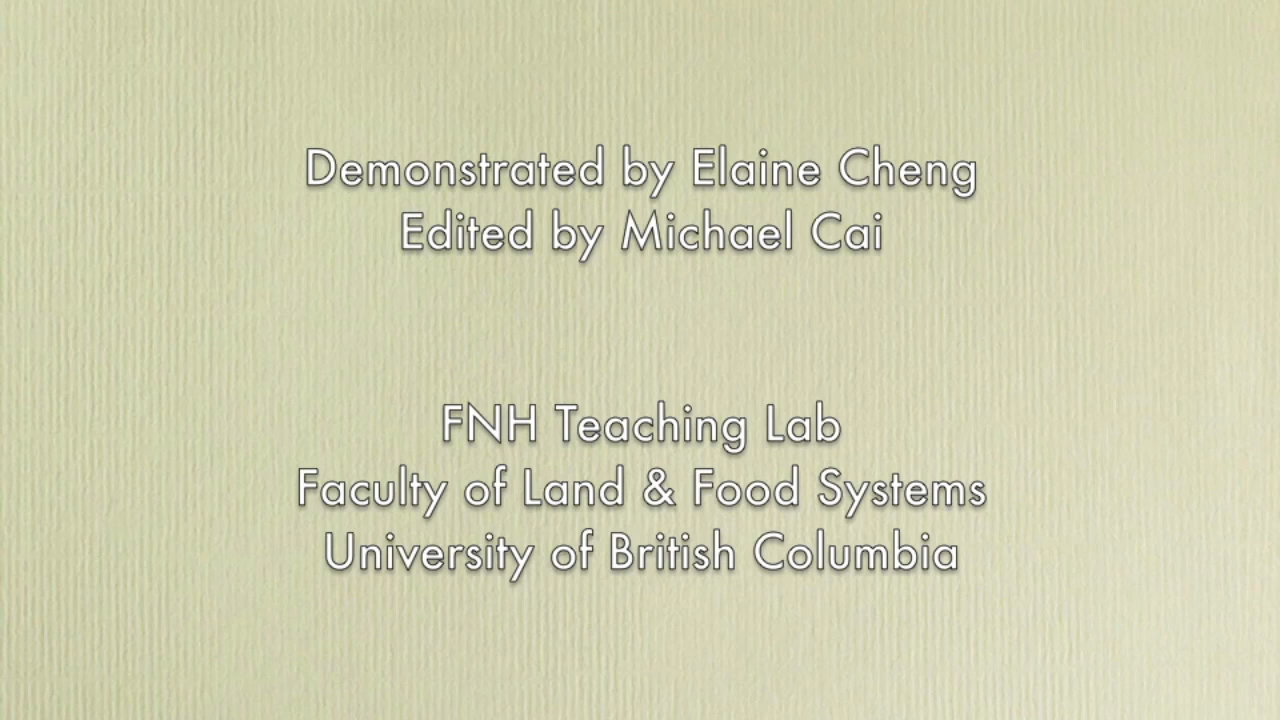 Demonstrated by Elaine Cheng
Edited by Michael Cai
FNH Teaching Lab
Faculty of Land & Food Systems
University of British Columbia